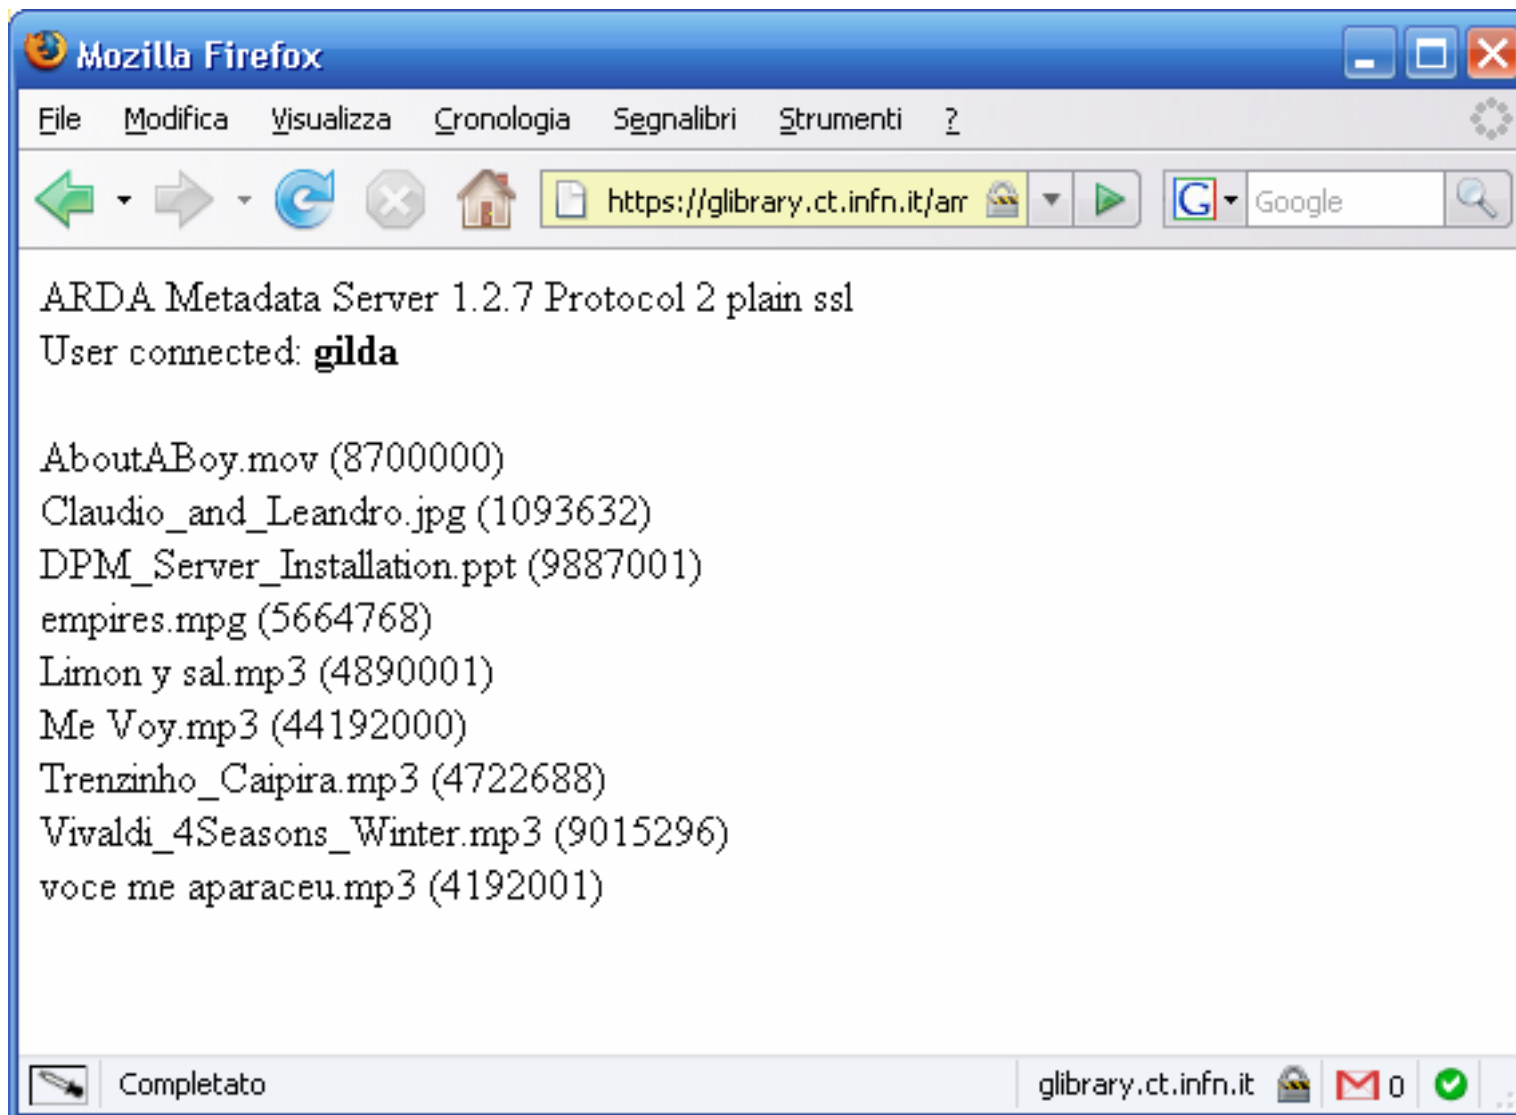 Mozilla Firefox
File Modifica Visualizza Cronologia Segnalibri Strumenti ?
https://glibrary.ct.infn.it/am G Google
ARDA Metadata Server 1.2.7 Protocol 2 plain ssl
User connected: gilda
AboutABoy.mov (8700000)
Claudio_and_Leandro.jpg (1093632)
DPM_Server_Installation.ppt (9887001)
empires.mpg (5664768)
Limon y sal.mp3 (4890001)
Me Voy.mp3 (44192000)
Trenzinho_Caipira.mp3 (4722688)
Vivaldi_4Seasons_Winter.mp3 (9015296)
voce me aparaceu.mp3 (4192001)
Completato glibrary.ct.infn.it 0